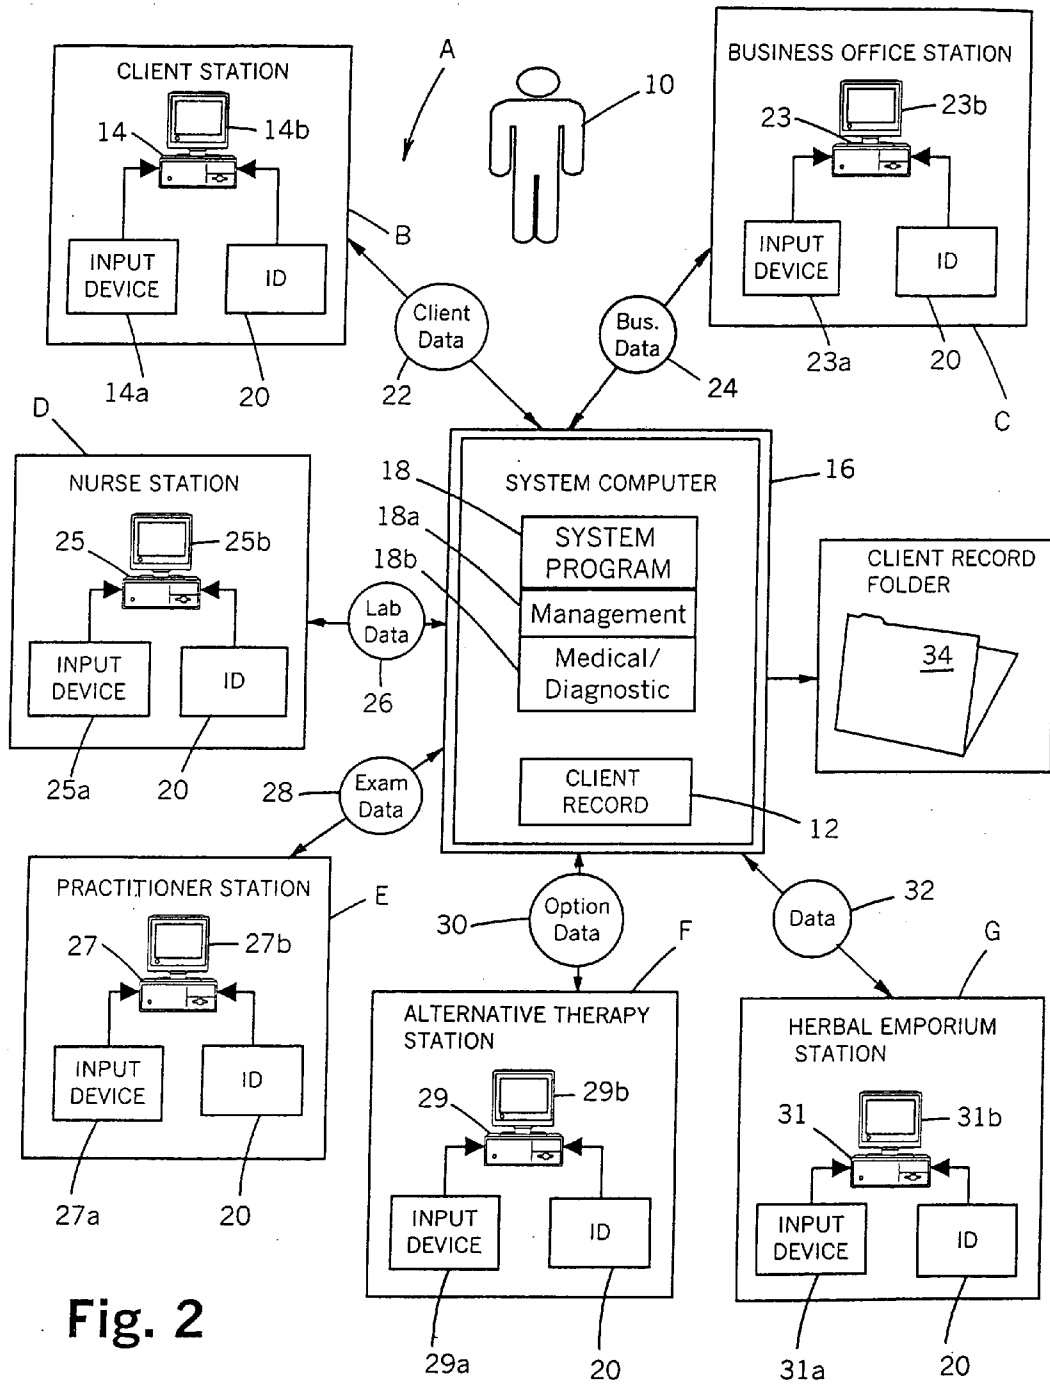 CLIENT STATION
14
14b
INPUT
DEVICE
ID
14a
20
B
A
10
BUSINESS OFFICE STATION
23
23b
INPUT
DEVICE
ID
23a
20
C
Client
Data
22
Bus.
Data
24
D
NURSE STATION
25
25b
INPUT
DEVICE
ID
25a
20
Lab
Data
26
SYSTEM COMPUTER
16
18
18a
18b
SYSTEM
PROGRAM
Management
Medical/
Diagnostic
CLIENT
RECORD
12
CLIENT RECORD
FOLDER
34
28
Exam
Data
PRACTITIONER STATION
E
27
27b
INPUT
DEVICE
ID
27a
20
30
Option
Data
F
ALTERNATIVE THERAPY
STATION
29
29b
INPUT
DEVICE
ID
29a
20
Data
32
G
HERBAL EMPORIUM
STATION
31
31b
INPUT
DEVICE
ID
31a
20
Fig. 2